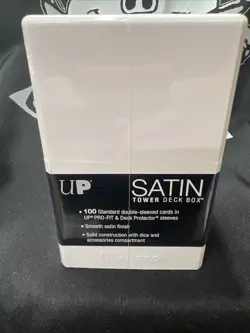 UP
SATIN
TOWER DECK BOX™
• 100 Standard double-sleeved cards in
UP® PRO-FIT & Deck Protector® sleeves
• Smooth satin finish
• Solid construction with dice and
accessories compartment